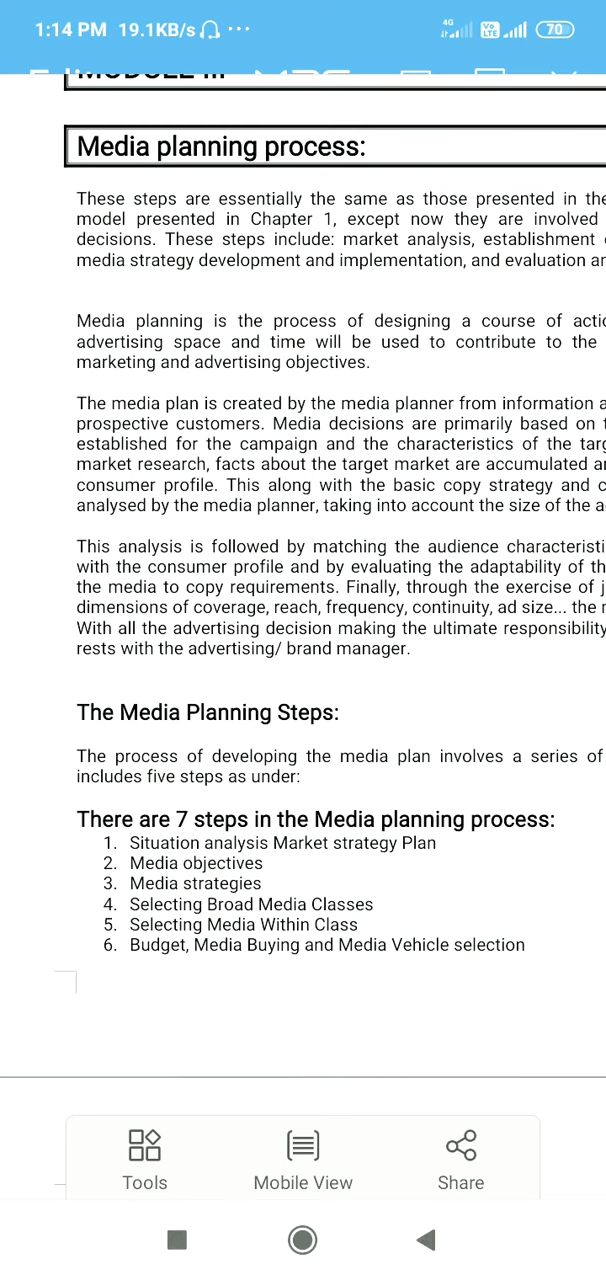 1:14 PM 19.1KB/s ...
4G Vo LTE 70
MODULE III
Media planning process:
These steps are essentially the same as those presented in the
model presented in Chapter 1, except now they are involved
decisions. These steps include: market analysis, establishment
media strategy development and implementation, and evaluation
Media planning is the process of designing a course of
advertising space and time will be used to contribute to the
marketing and advertising objectives.
The media plan is created by the media planner from information
prospective customers. Media decisions are primarily based on
established for the campaign and the characteristics of the
market research, facts about the target market are accumulated
consumer profile. This along with the basic copy strategy and
analysed by the media planner, taking into account the size of the
This analysis is followed by matching the audience
with the consumer profile and by evaluating the adaptability of
the media to copy requirements. Finally, through the exercise of
dimensions of coverage, reach, frequency, continuity, ad size... the
With all the advertising decision making the ultimate responsibility
rests with the advertising/ brand manager.
The Media Planning Steps:
The process of developing the media plan involves a series of
includes five steps as under:
There are 7 steps in the Media planning process:
1. Situation analysis Market strategy Plan
2. Media objectives
3. Media strategies
4. Selecting Broad Media Classes
5. Selecting Media Within Class
6. Budget, Media Buying and Media Vehicle selection
Tools Mobile View Share